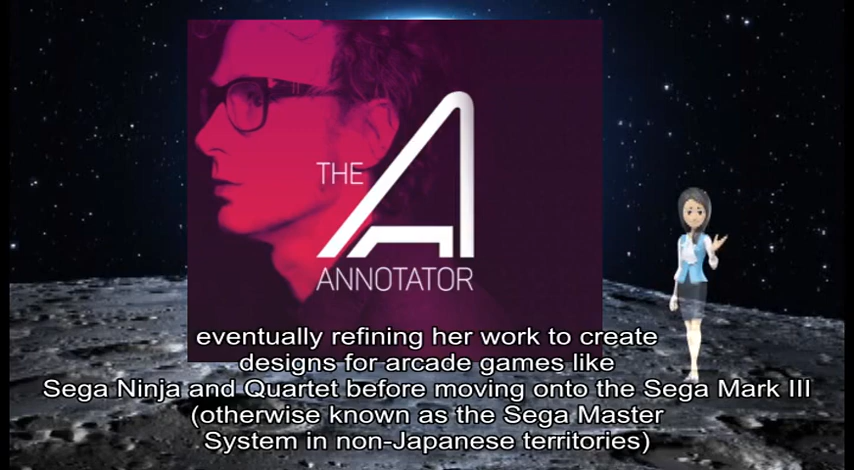 THE
ANNOTATOR
eventually refining her work to create
designs for arcade games like
Sega Ninja and Quartet before moving onto the Sega Mark III
(otherwise known as the Sega Master
System in non-Japanese territories)